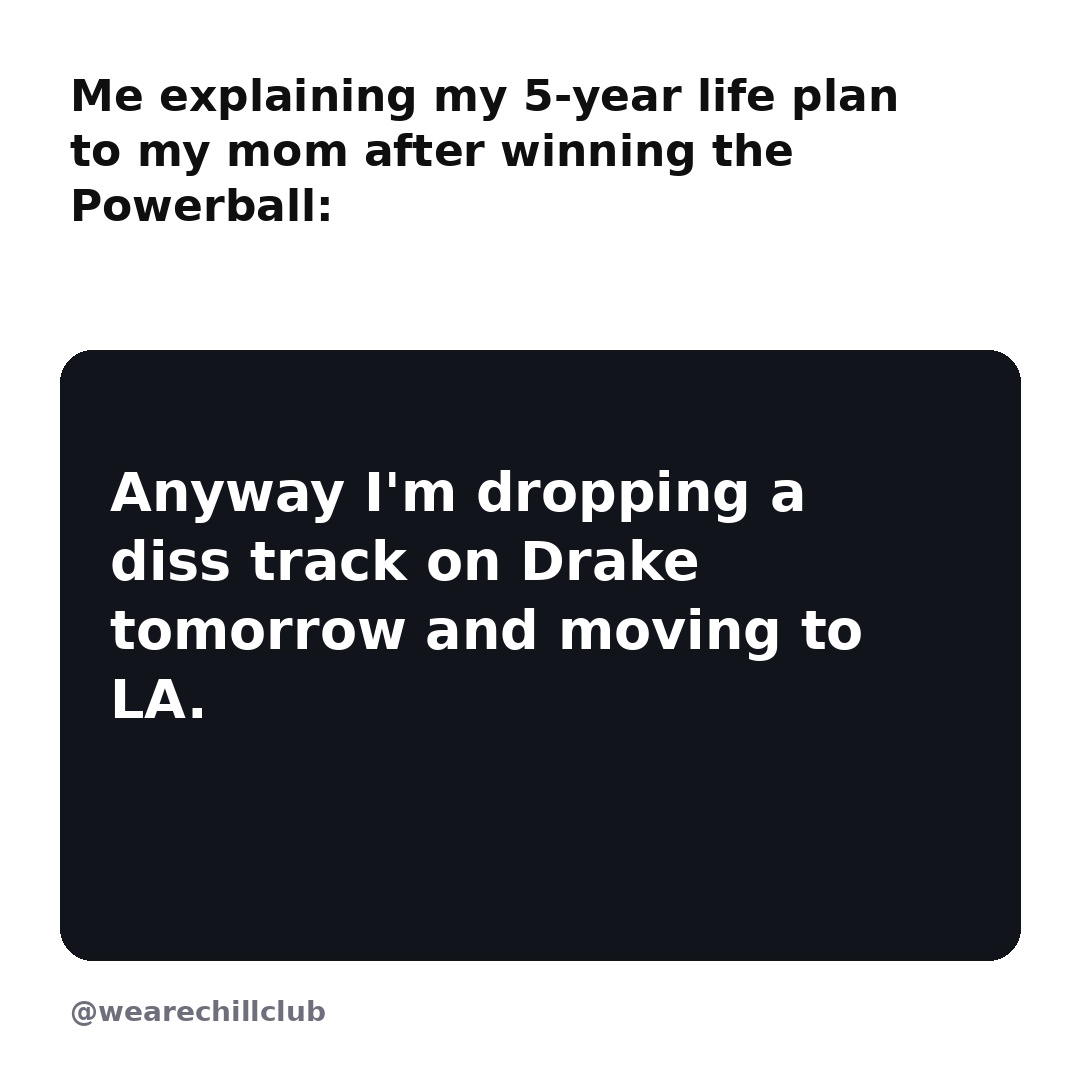 Me explaining my 5-year life plan
to my mom after winning the
Powerball:
Anyway I'm dropping a
diss track on Drake
tomorrow and moving to
LA.
@wearechillclub